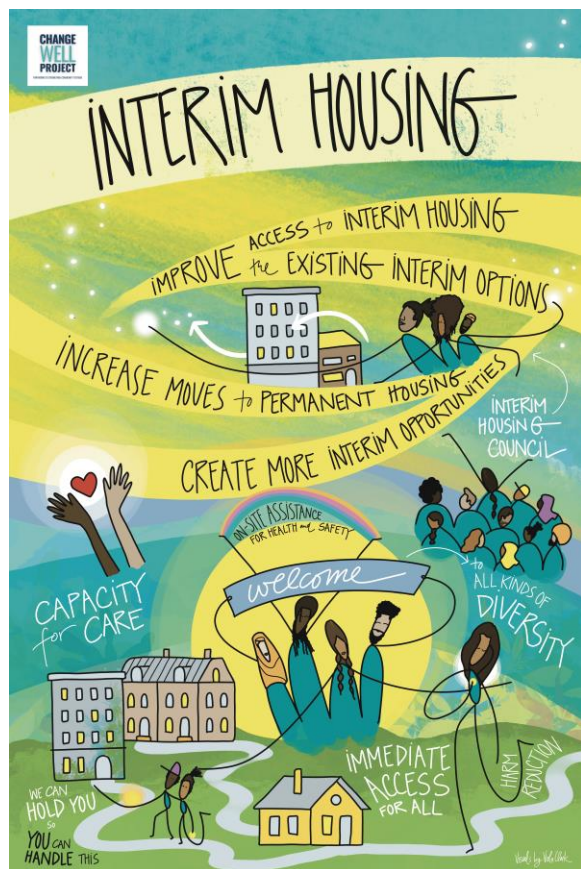 CHANGE
WELL
PROJECT
INTERIM HOUSING
IMPROVE ACCESS to INTERIM HOUSING
the EXISTING INTERIM OPTIONS
INCREASE MOVES to PERMANENT HOUSING
CREATE MORE INTERIM OPPORTUNITIES
INTERIM
HOUSING
COUNCIL
ON-SITE ASSISTANCE
FOR HEALTH and SAFETY
welcome
to
ALL KINDS OF
DIVERSITY
CAPACITY
for CARE
IMMEDIATE
ACCESS
FOR ALL
HARM
REDUCTION
WE CAN
HOLD YOU
so
YOU CAN
HANDLE THIS
Visuals by